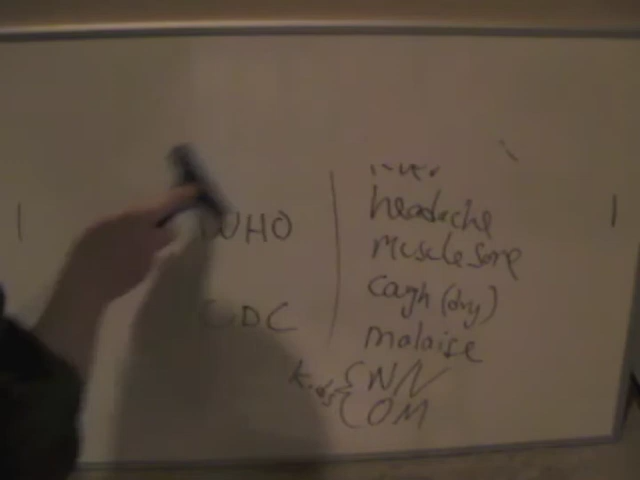 WHO
CDC
headache
muscle sore
cough (dry)
malaise
Kids
OM